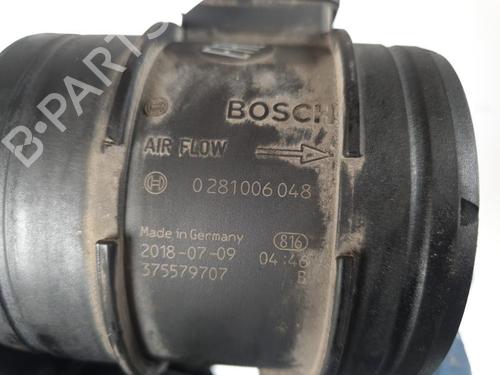 B-PARTS
BOSCH
AIR FLOW
0 281 006 048
Made in Germany 816
2018-07-09 04:46
375579707 B